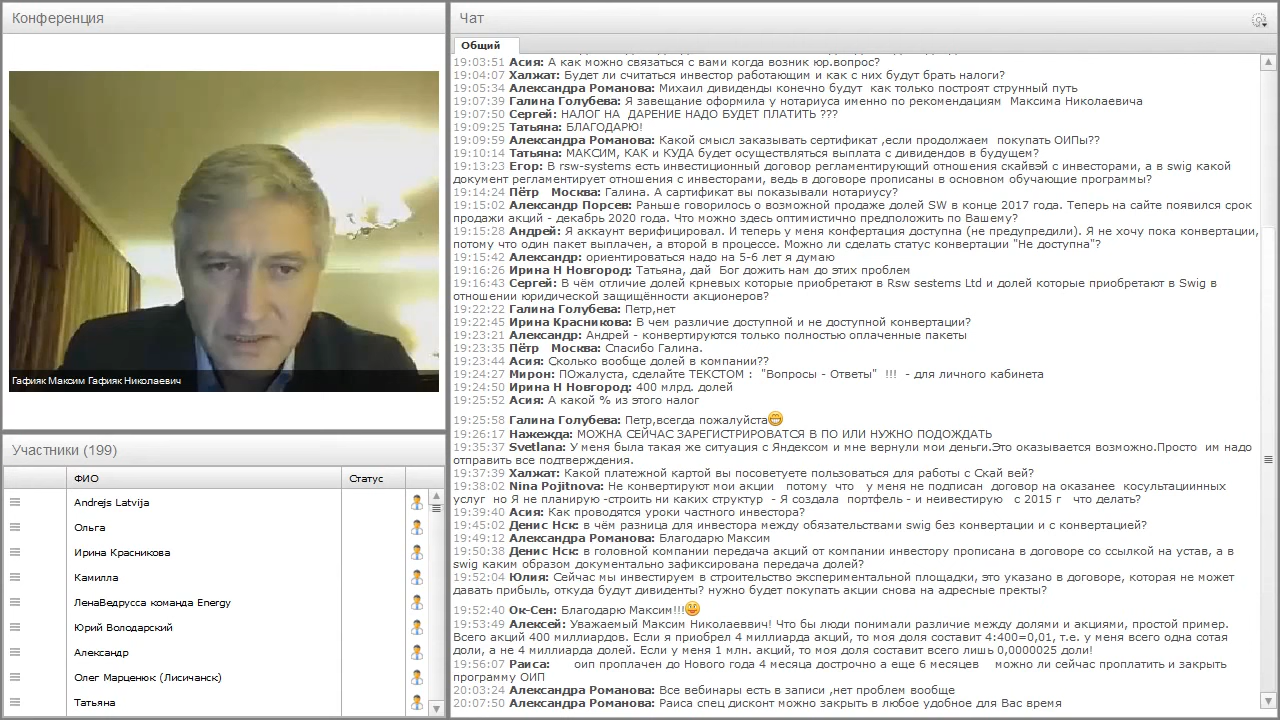 Конференция
Гафияк Максим Гафияк Николаевич
Участники (199)
ФИО
Статус
Andrejs Latvija
Ольга
Ирина Красникова
Камилла
ЛенаВедрусса команда Energy
Юрий Володарский
Александр
Олег Марценюк (Лисичанск)
Татьяна
Чат
Общий
19:03:51 Асия: А как можно связаться с вами когда возник юр.вопрос?
19:04:07 Халжат: Будет ли считаться инвестор работающим и как с них будут брать налоги?
19:05:34 Александра Романова: Михаил дивиденды конечно будут как только построят струнный путь
19:07:39 Галина Голубева: Я завещание оформила у нотариуса именно по рекомендациям Максима Николаевича
19:07:50 Сергей: НАЛОГ НА ДАРЕНИЕ НАДО БУДЕТ ПЛАТИТЬ ???
19:09:25 Татьяна: БЛАГОДАРЮ!
19:09:59 Александра Романова: Какой смысл заказывать сертификат ,если продолжаем покупать ОИПы??
19:10:14 Татьяна: МАКСИМ, КАК и КУДА будет осуществляться выплата с дивидендов в будущем?
19:13:23 Егор: В rsw-systems есть инвестиционный договор регламентирующий отношения скайвэй с инвесторами, а в swig какой
документ регламентирует отношения с инвесторами, ведь в договоре прописаны в основном обучающие программы?
19:14:24 Пётр Москва: Галина. А сартификат вы показывали нотариусу?
19:15:02 Александр Порсев: Раньше говорилось о возможной продаже долей SW в конце 2017 года. Теперь на сайте появился срок
продажи акций - декабрь 2020 года. Что можно здесь оптимистично предположить по Вашему?
19:15:28 Андрей: Я аккаунт верифицировал. И теперь у меня конфертация доступна (не предупредили). Я не хочу пока конвертации,
потому что один пакет выплачен, а второй в процессе. Можно ли сделать статус конвертации "Не доступна"?
19:15:42 Александр: ориентироваться надо на 5-6 лет я думаю
19:16:26 Ирина Н Новгород: Татьяна, дай Бог дожить нам до этих проблем
19:16:43 Сергей: В чём отличие долей крневых которые приобретают в Rsw sestems Ltd и долей которые приобретают в Swig в
отношении юридической защищённости акционеров?
19:22:22 Галина Голубева: Петр,нет
19:22:45 Ирина Красникова: В чем различие доступной и не доступной конвертации?
19:23:21 Александр: Андрей - конвертируются только полностью оплаченные пакеты
19:23:35 Пётр Москва: Спасибо Галина.
19:23:44 Асия: Сколько вообще долей в компании??
19:24:27 Мирон: ПОжалуста, сделайте ТЕКСТОМ : "Вопросы - Ответы" !!! - для личного кабинета
19:24:50 Ирина Н Новгород: 400 млрд. долей
19:25:52 Асия: А какой % из этого налог
19:25:58 Галина Голубева: Петр,всегда пожалуйста
19:26:17 Нажежда: МОЖНА СЕЙЧАС ЗАРЕГИСТРИРОВАТСЯ В ПО ИЛИ НУЖНО ПОДОЖДАТЬ
19:35:37 Svetlana: У меня была такая же ситуация с Яндексом и мне вернули мои деньги.Это оказывается возможно.Просто им надо
отправить все подтверждения.
19:37:39 Халжат: Какой платежной картой вы посоветуете пользоваться для работы с Скай вей?
19:38:02 Nina Pojitnova: Не конвертируют мои акции потому что у меня не подписан договор на оказанее косультациинных
услуг но Я не планирую -строить ни каких структур - Я создала портфель - и неивестирую с 2015 г что делать?
19:39:40 Асия: Как проводятся уроки частного инвестора?
19:45:02 Денис Нск: в чём разница для инвестора между обязательствами swig без конвертации и с конвертацией?
19:49:12 Александра Романова: Благодарю Максим
19:50:38 Денис Нск: в головной компании передача акций от компании инвестору прописана в договоре со ссылкой на устав, а в
swig каким образом документально зафиксирована передача долей?
19:52:04 Юлия: Сейчас мы инвестируем в строительство экспериментальной площадки, это указано в договоре, которая не может
давать прибыль, откуда будут дивиденты? нужно будет покупать акции снова на адресные пректы?
19:52:40 Ок-Сен: Благодарю Максим!!!
19:53:49 Алексей: Уважаемый Максим Николаеввич! Что бы люди понимали различие между долями и акциями, простой пример.
Всего акций 400 миллиардов. Если я приобрел 4 миллиарда акций, то моя доля составит 4:400=0,01, т.е. у меня всего одна сотая
доли, а не 4 миллиарда долей. Если у меня 1 млн. акций, то моя доля составит всего лишь 0,0000025 доли!
19:56:07 Раиса: оип проплачен до Нового года 4 месяца дострочно а еще 6 месяцев можно ли сейчас проплатить и закрыть
программу ОИП
20:03:24 Александра Романова: Все вебинары есть в записи ,нет проблем вообще
20:07:50 Александра Романова: Раиса спец дисконт можно закрыть в любое удобное для Вас время